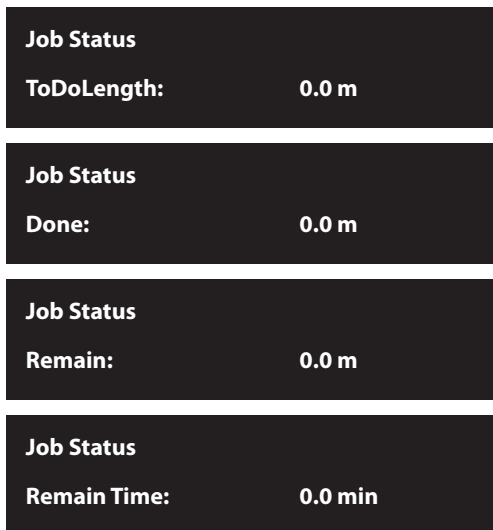 Job Status
ToDoLength: 0.0 m
Job Status
Done: 0.0 m
Job Status
Remain: 0.0 m
Job Status
Remain Time: 0.0 min